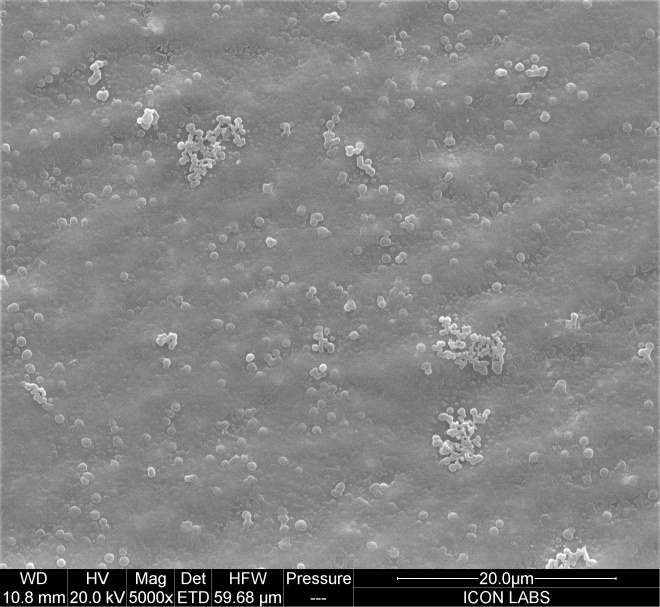 WD HV Mag Det HFW Pressure 20.0µm
10.8 mm 20.0 kV 5000x ETD 59.68 µm --- ICON LABS